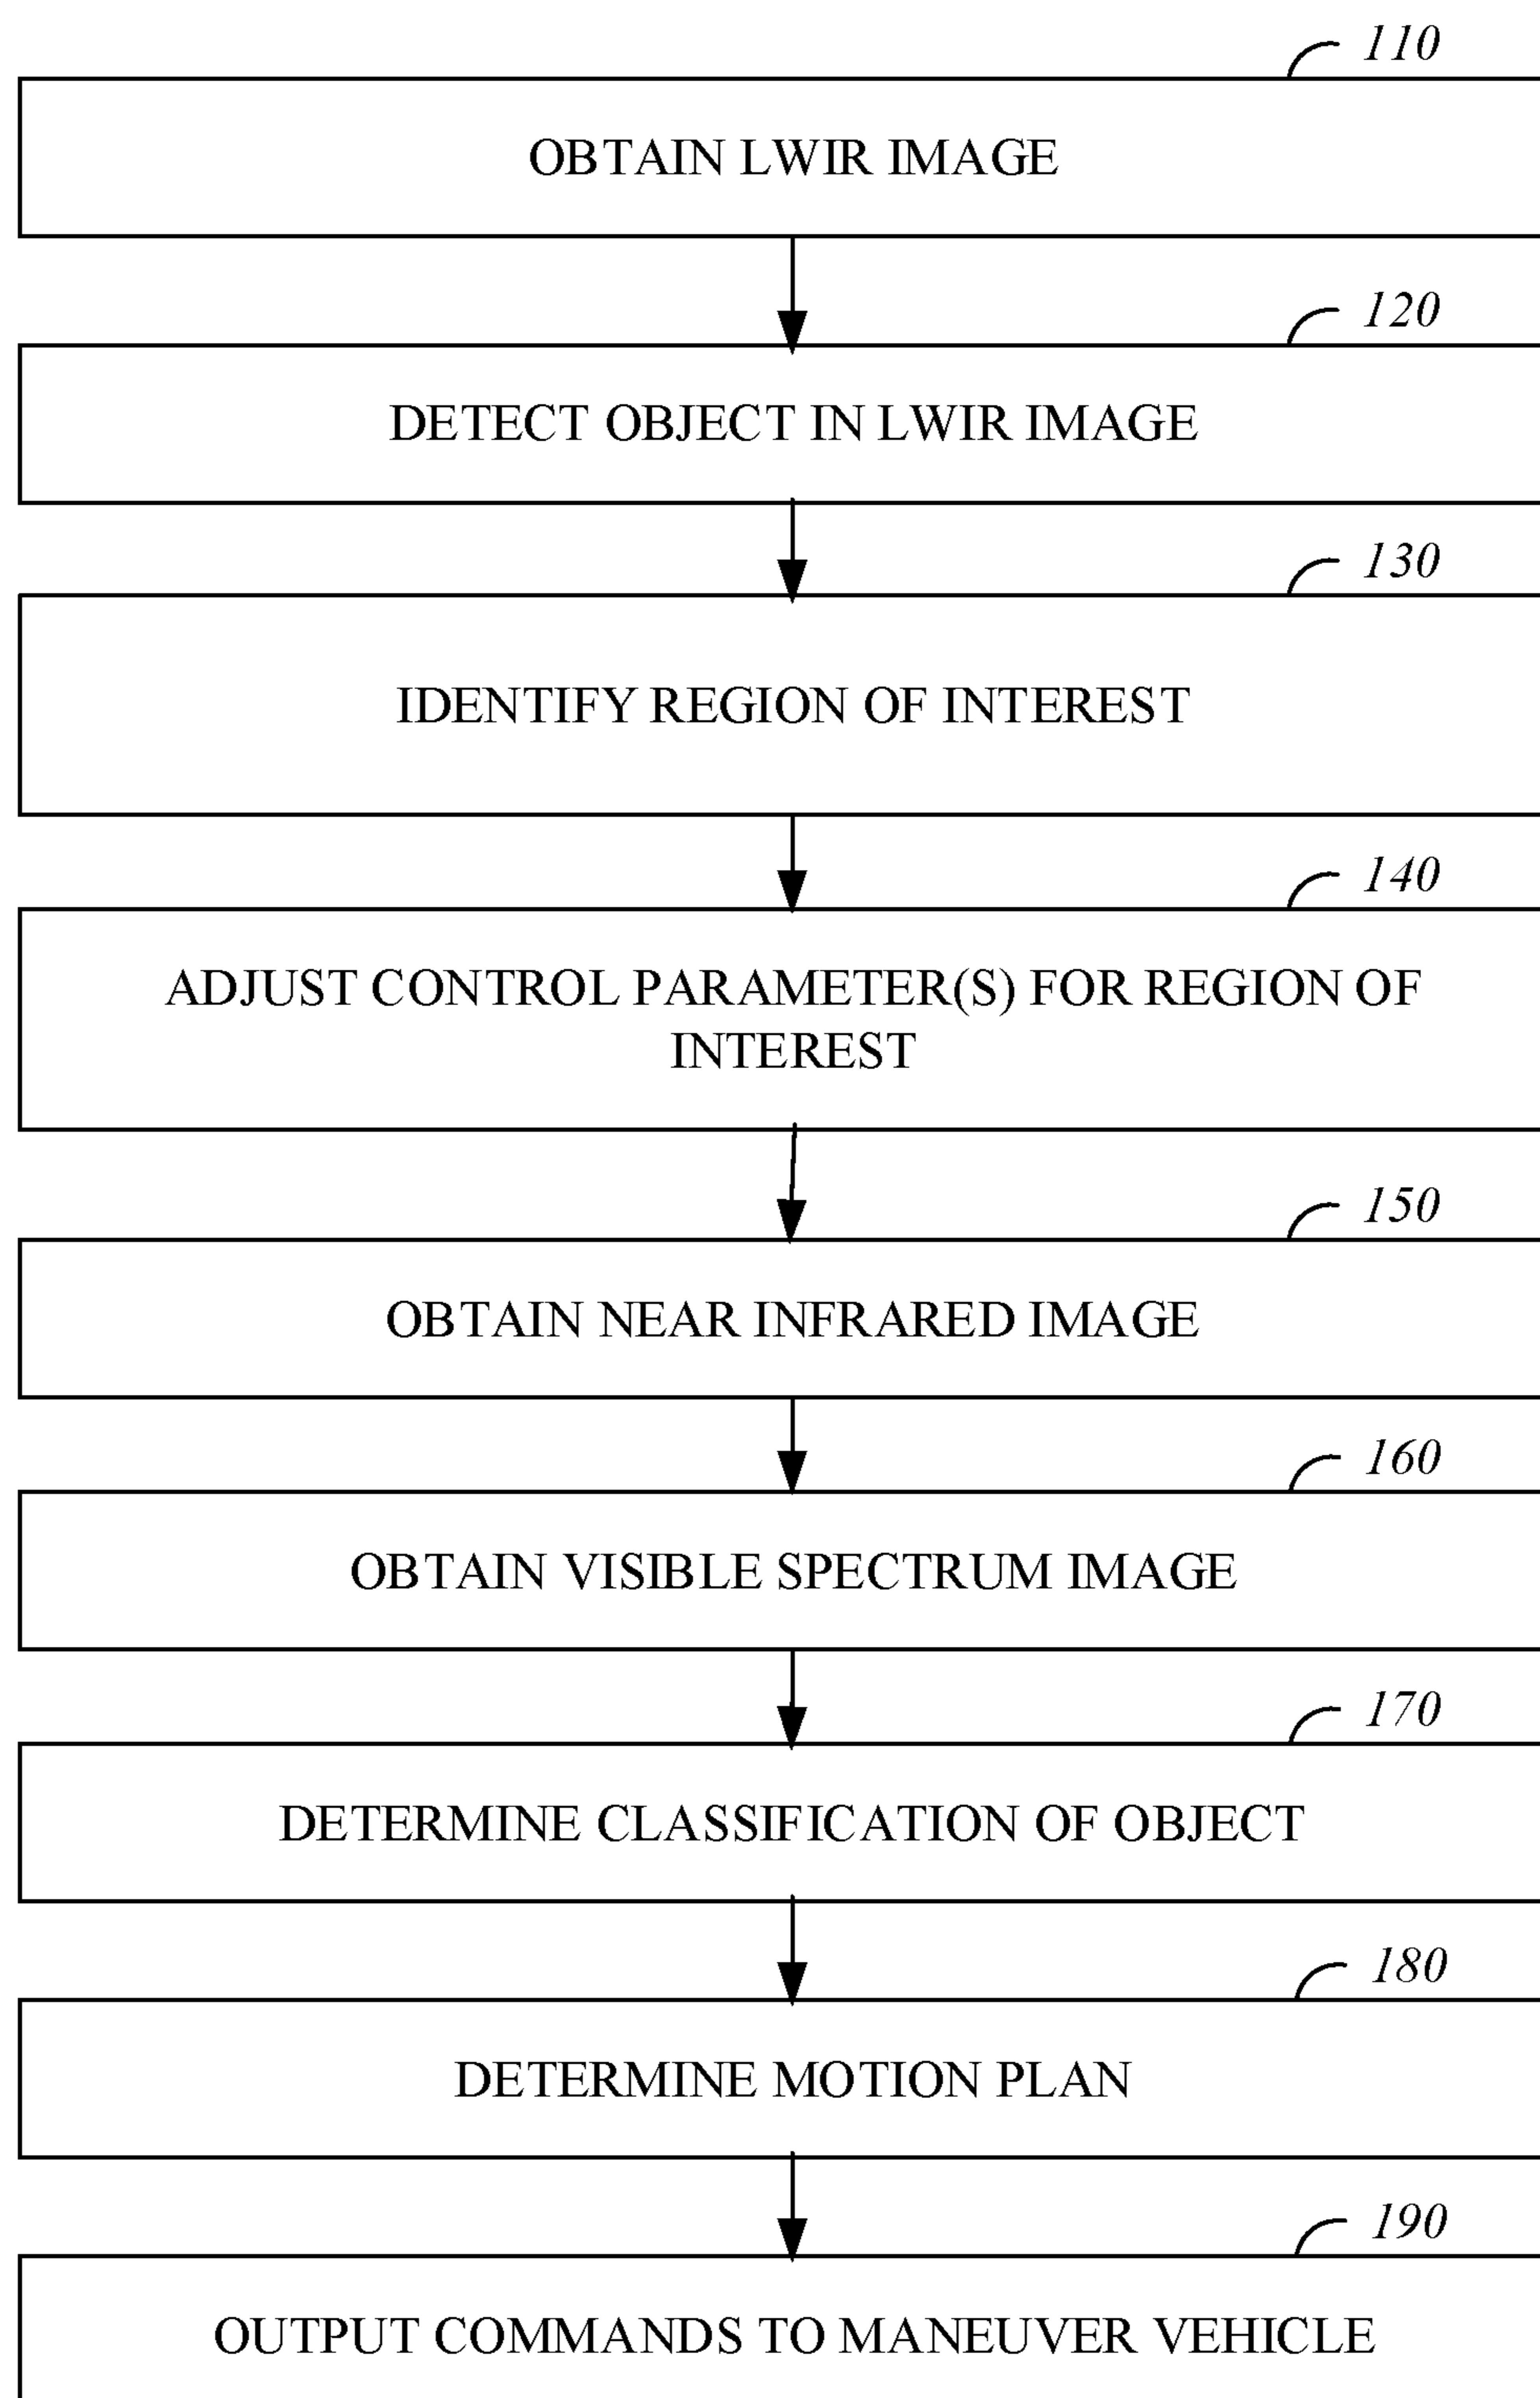 110
OBTAIN LWIR IMAGE
120
DETECT OBJECT IN LWIR IMAGE
130
IDENTIFY REGION OF INTEREST
140
ADJUST CONTROL PARAMETER(S) FOR REGION OF
INTEREST
150
OBTAIN NEAR INFRARED IMAGE
160
OBTAIN VISIBLE SPECTRUM IMAGE
170
DETERMINE CLASSIFICATION OF OBJECT
180
DETERMINE MOTION PLAN
190
OUTPUT COMMANDS TO MANEUVER VEHICLE